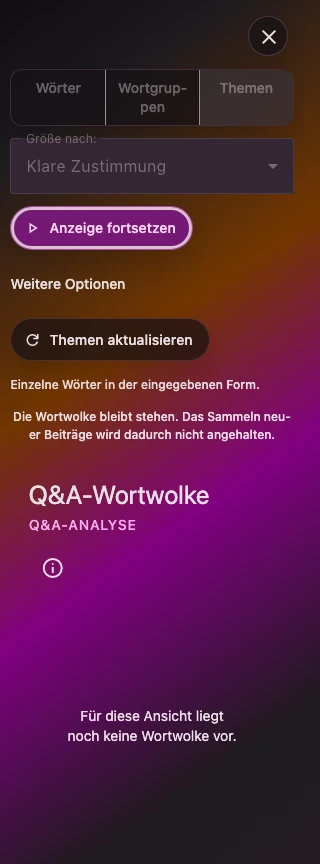 Wörter
Wortgrup-
pen
Themen
Größe nach:
Klare Zustimmung
Anzeige fortsetzen
Weitere Optionen
Themen aktualisieren
Einzelne Wörter in der eingegebenen Form.
Die Wortwolke bleibt stehen. Das Sammeln neu-
er Beiträge wird dadurch nicht angehalten.
Q&A-Wortwolke
Q&A-ANALYSE
Für diese Ansicht liegt
noch keine Wortwolke vor.